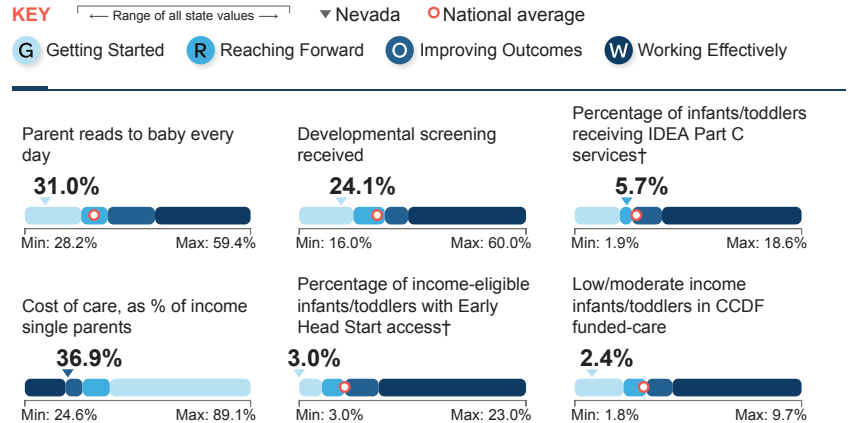 KEY
Range of all state values
Nevada
National average
G Getting Started
R Reaching Forward
O Improving Outcomes
W Working Effectively
Parent reads to baby every
day
31.0%
Min: 28.2%
Max: 59.4%
Developmental screening
received
24.1%
Min: 16.0%
Max: 60.0%
Percentage of infants/toddlers
receiving IDEA Part C
services†
5.7%
Min: 1.9%
Max: 18.6%
Cost of care, as % of income
single parents
36.9%
Min: 24.6%
Max: 89.1%
Percentage of income-eligible
infants/toddlers with Early
Head Start access†
3.0%
Min: 3.0%
Max: 23.0%
Low/moderate income
infants/toddlers in CCDF
funded-care
2.4%
Min: 1.8%
Max: 9.7%